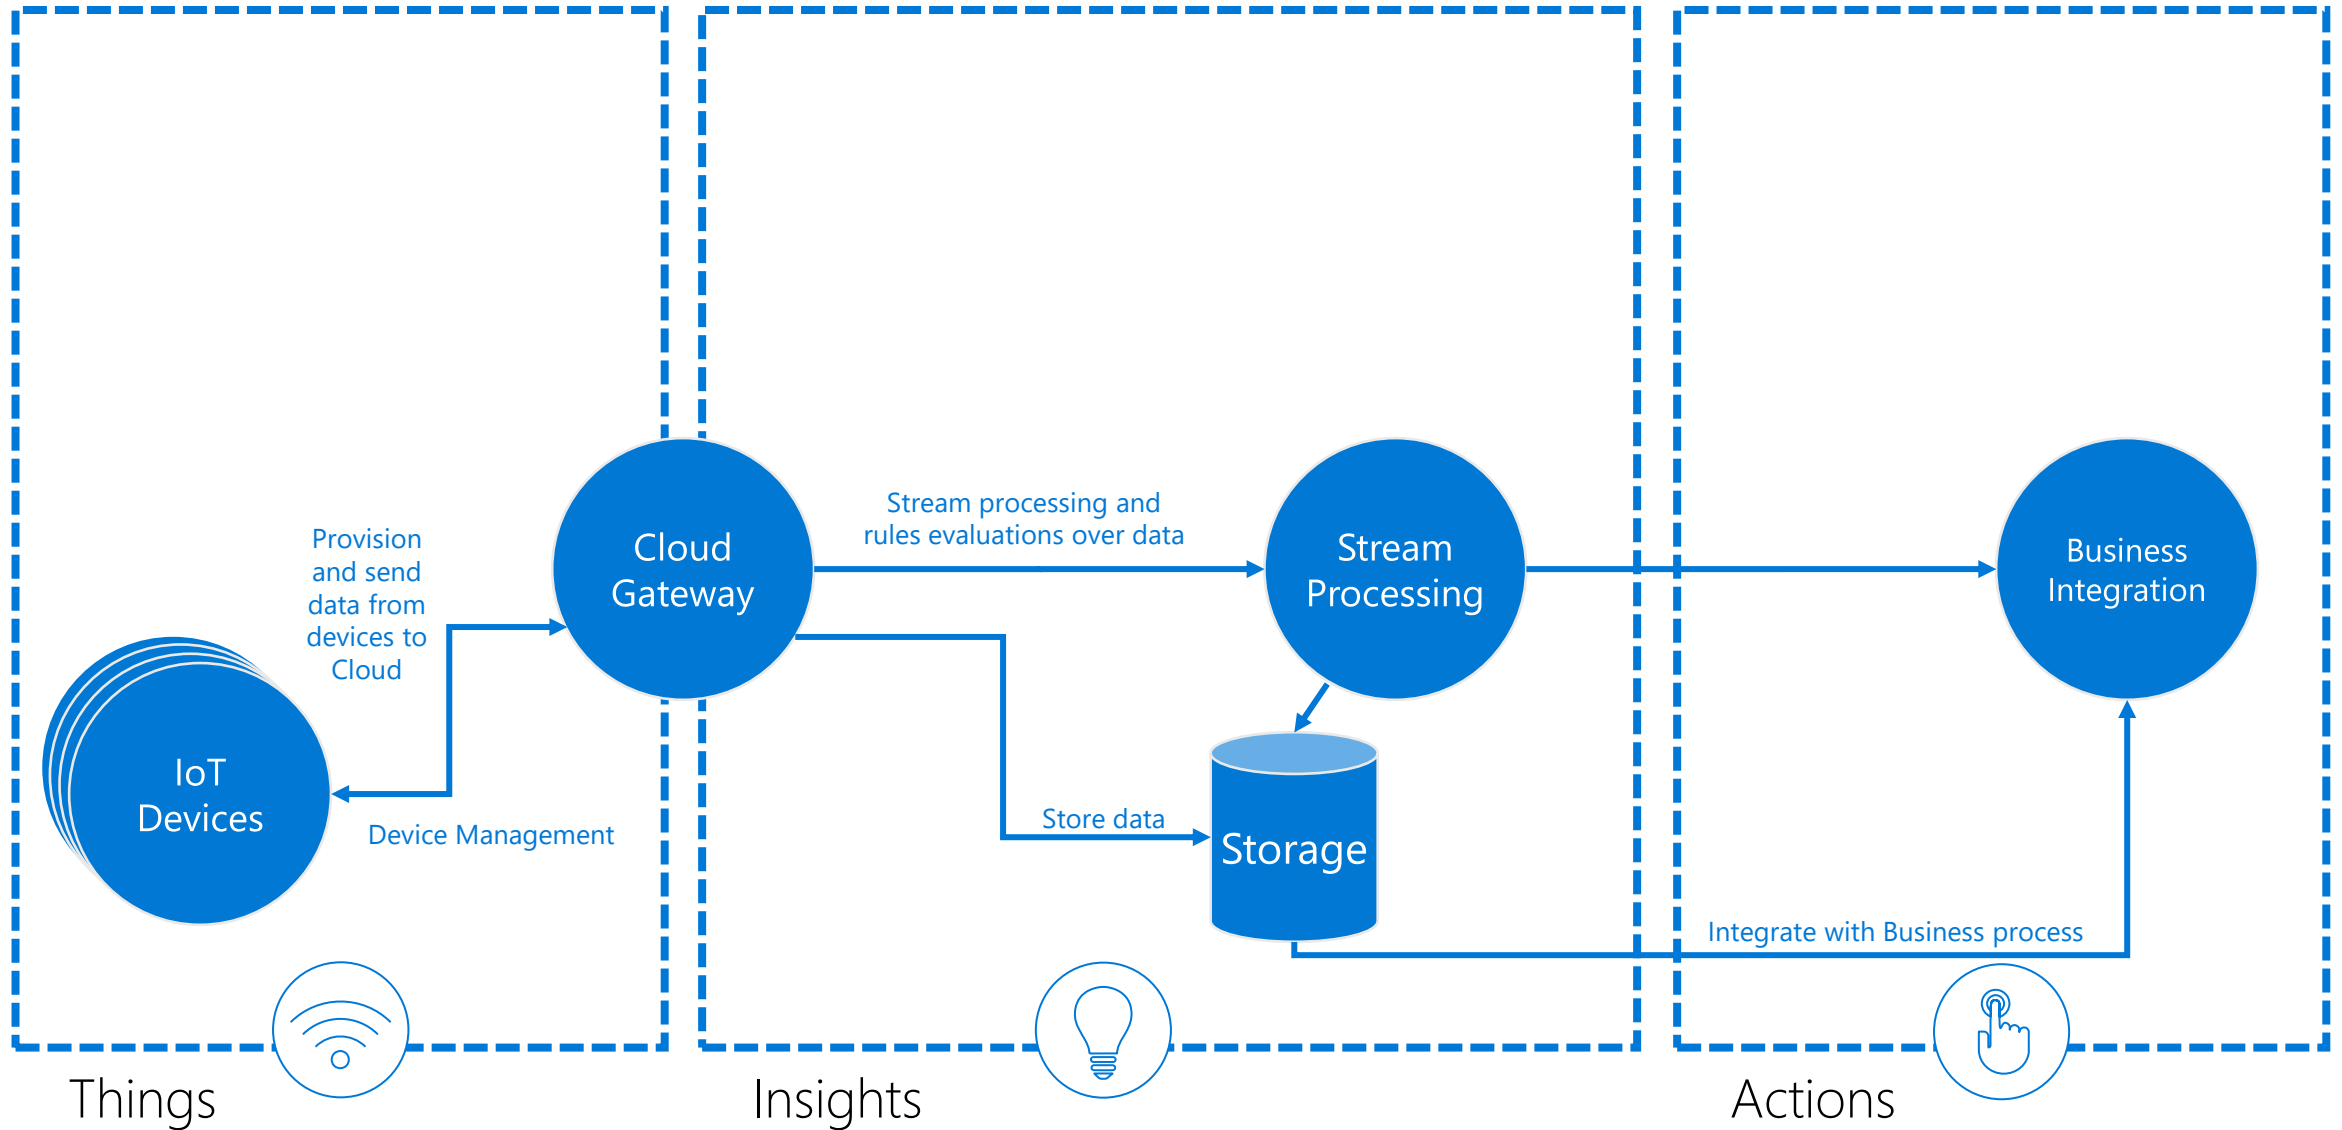 Provision
and send
data from
devices to
Cloud
IoT
Devices
Device Management
Cloud
Gateway
Stream processing and
rules evaluations over data
Stream
Processing
Store data
Storage
Business
Integration
Integrate with Business process
Things
Insights
Actions